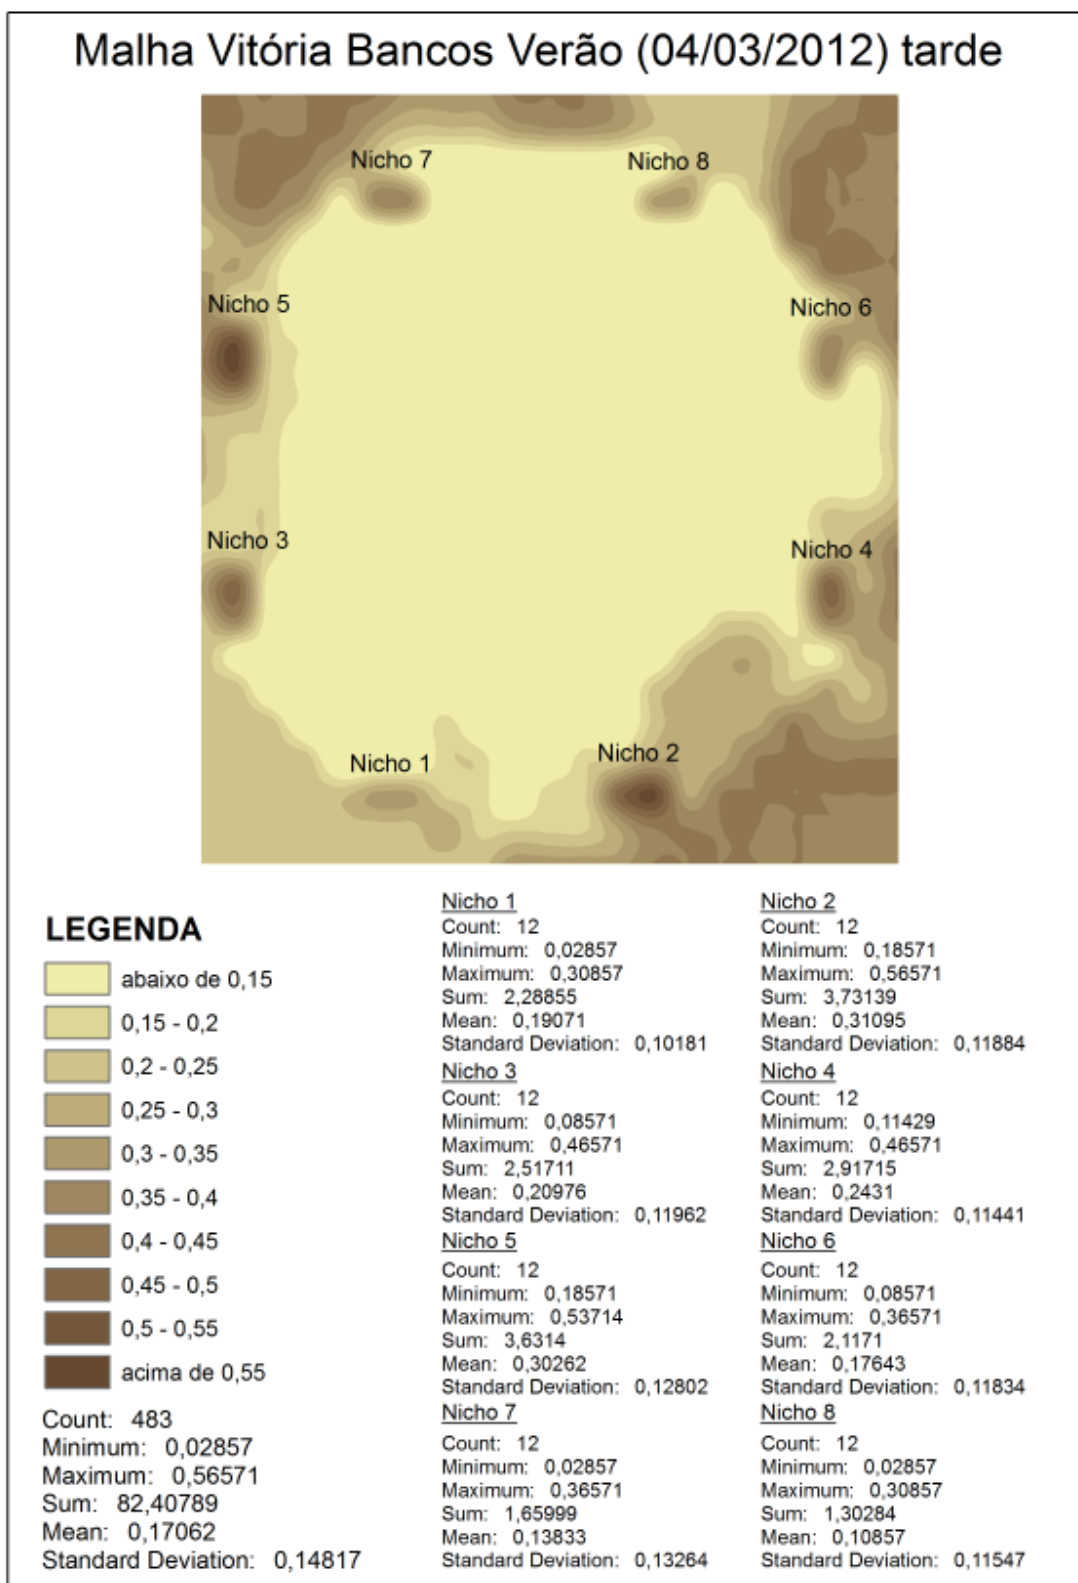 Malha Vitória Bancos Verão (04/03/2012) tarde
Nicho 7
Nicho 8
Nicho 5
Nicho 6
Nicho 3
Nicho 4
Nicho 1
Nicho 2
LEGENDA
abaixo de 0,15
0,15 - 0,2
0,2 - 0,25
0,25 - 0,3
0,3 - 0,35
0,35 - 0,4
0,4 - 0,45
0,45 - 0,5
0,5 - 0,55
acima de 0,55
Count: 483
Minimum: 0,02857
Maximum: 0,56571
Sum: 82,40789
Mean: 0,17062
Standard Deviation: 0,14817
Nicho 1
Count: 12
Minimum: 0,02857
Maximum: 0,30857
Sum: 2,28855
Mean: 0,19071
Standard Deviation: 0,10181
Nicho 2
Count: 12
Minimum: 0,18571
Maximum: 0,56571
Sum: 3,73139
Mean: 0,31095
Standard Deviation: 0,11884
Nicho 3
Count: 12
Minimum: 0,08571
Maximum: 0,46571
Sum: 2,51711
Mean: 0,20976
Standard Deviation: 0,11962
Nicho 4
Count: 12
Minimum: 0,11429
Maximum: 0,46571
Sum: 2,91715
Mean: 0,2431
Standard Deviation: 0,11441
Nicho 5
Count: 12
Minimum: 0,18571
Maximum: 0,53714
Sum: 3,6314
Mean: 0,30262
Standard Deviation: 0,12802
Nicho 6
Count: 12
Minimum: 0,08571
Maximum: 0,36571
Sum: 2,1171
Mean: 0,17643
Standard Deviation: 0,11834
Nicho 7
Count: 12
Minimum: 0,02857
Maximum: 0,36571
Sum: 1,65999
Mean: 0,13833
Standard Deviation: 0,13264
Nicho 8
Count: 12
Minimum: 0,02857
Maximum: 0,30857
Sum: 1,30284
Mean: 0,10857
Standard Deviation: 0,11547